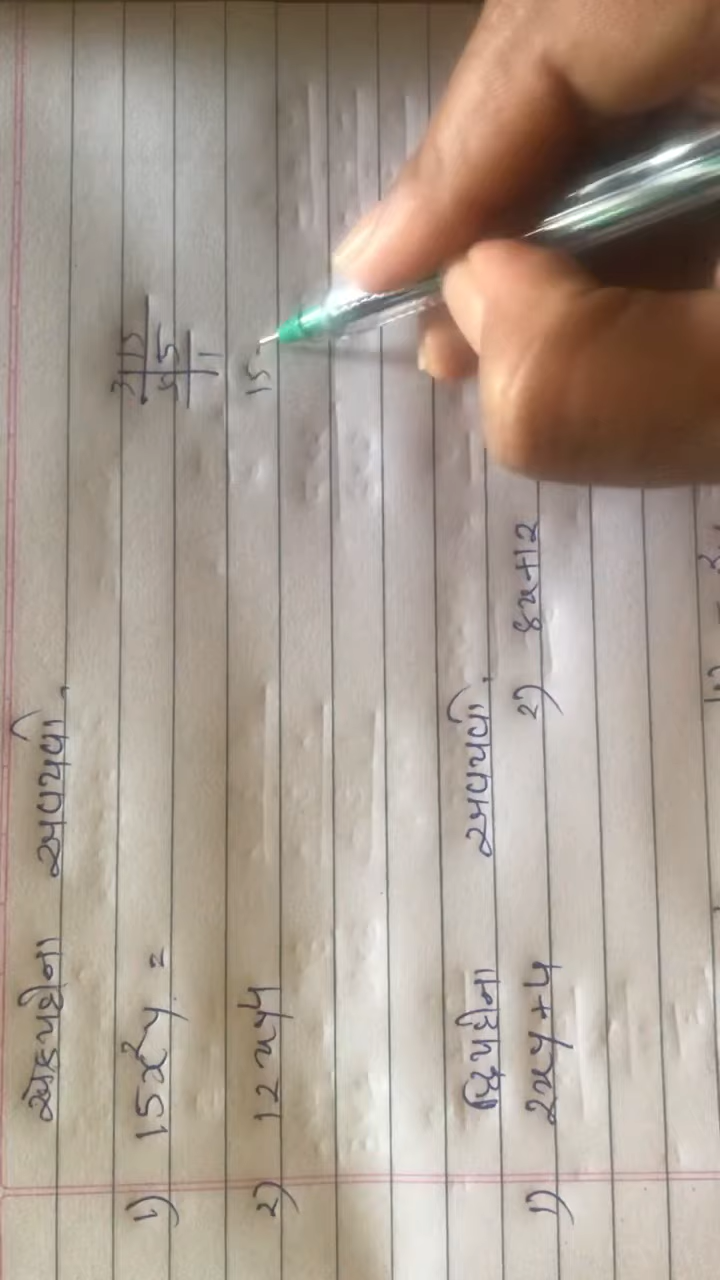 એકપદીના અવયવો.
1) 15x²y =
3 | 15
5 | 5
1
2) 12xy4
15
દ્વિપદીના અવયવો.
1) 2xy+4 2) 8x+12